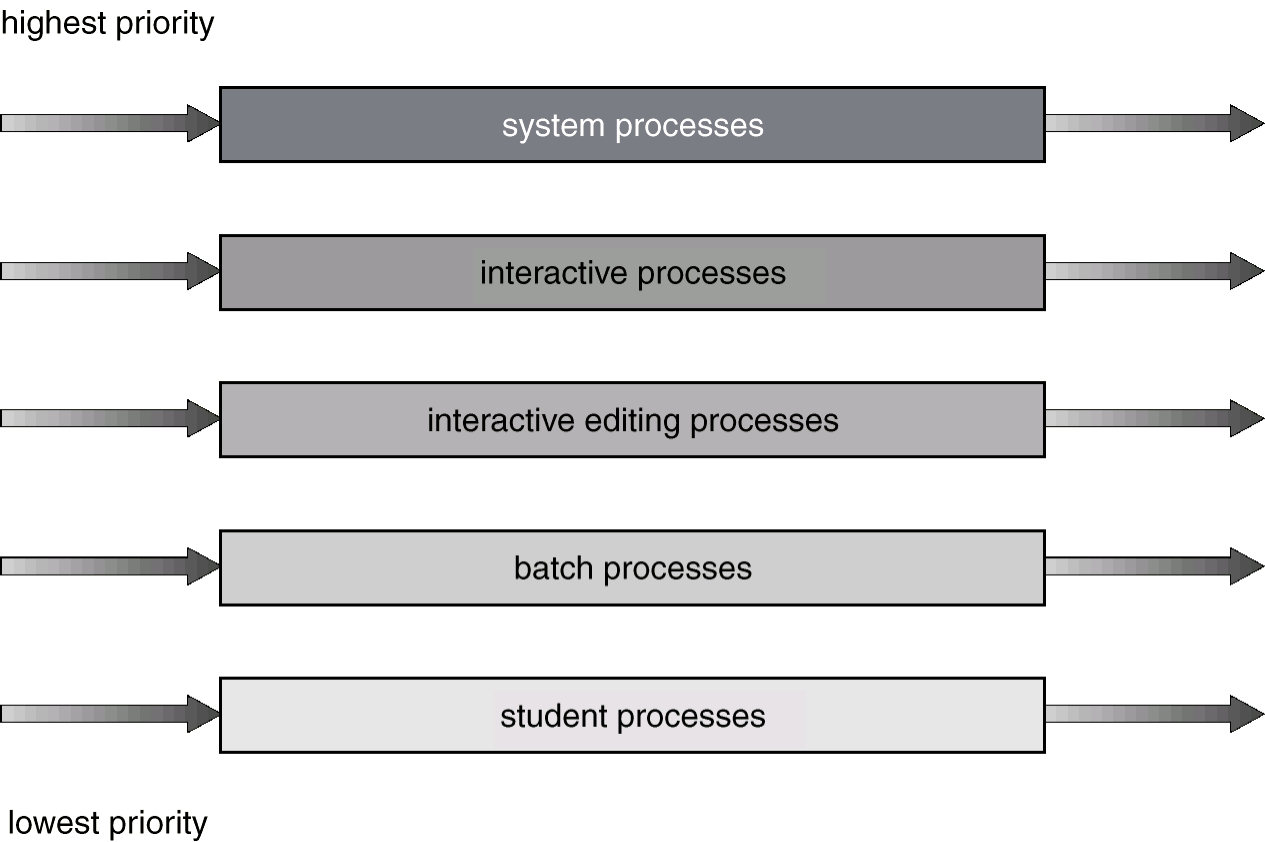 highest priority
system processes
interactive processes
interactive editing processes
batch processes
student processes
lowest priority